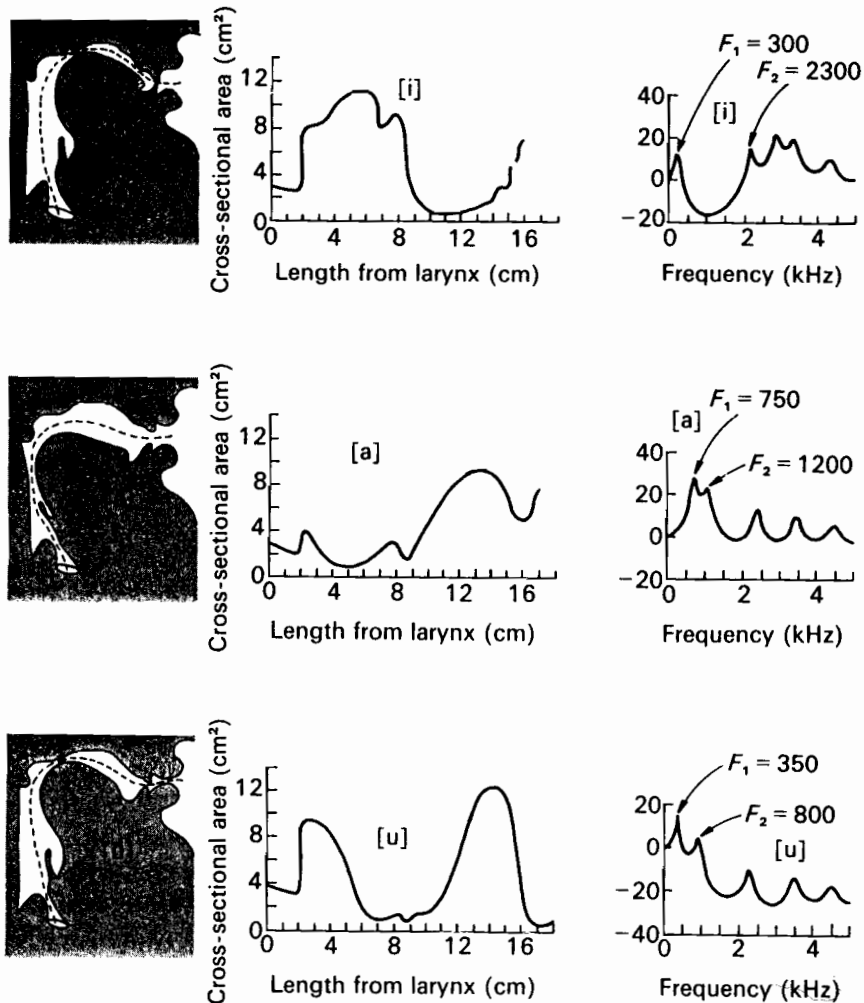 Cross-sectional area (cm²)
12
8
4
0
[i]
0 4 8 12 16
Length from larynx (cm)
F₁ = 300
F₂ = 2300
[i]
40
20
0
−20
0 2 4
Frequency (kHz)
Cross-sectional area (cm²)
12
8
4
0
[a]
0 4 8 12 16
Length from larynx (cm)
[a]
F₁ = 750
F₂ = 1200
40
20
0
−20
0 2 4
Frequency (kHz)
Cross-sectional area (cm²)
12
8
4
0
[u]
0 4 8 12 16
Length from larynx (cm)
F₁ = 350
F₂ = 800
[u]
20
0
−20
−40
0 2 4
Frequency (kHz)